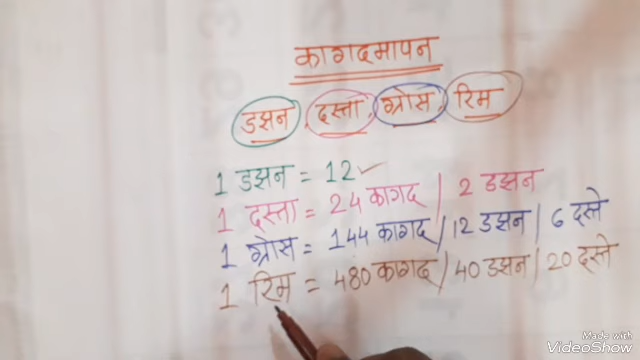 कागदमापन
डझन, दस्ता, ग्रोस, रिम
1 डझन = 12 ✓
1 दस्ता = 24 कागद / 2 डझन
1 ग्रोस = 144 कागद / 12 डझन / 6 दस्ते
1 रिम = 480 कागद / 40 डझन / 20 दस्ते
Made with
VideoShow